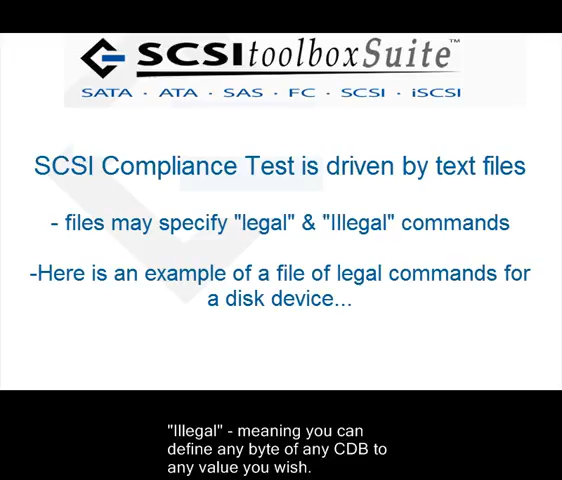 SCSItoolboxSuite™
SATA · ATA · SAS · FC · SCSI · iSCSI
SCSI Compliance Test is driven by text files
- files may specify "legal" & "Illegal" commands
-Here is an example of a file of legal commands for
a disk device...
"Illegal" - meaning you can
define any byte of any CDB to
any value you wish.